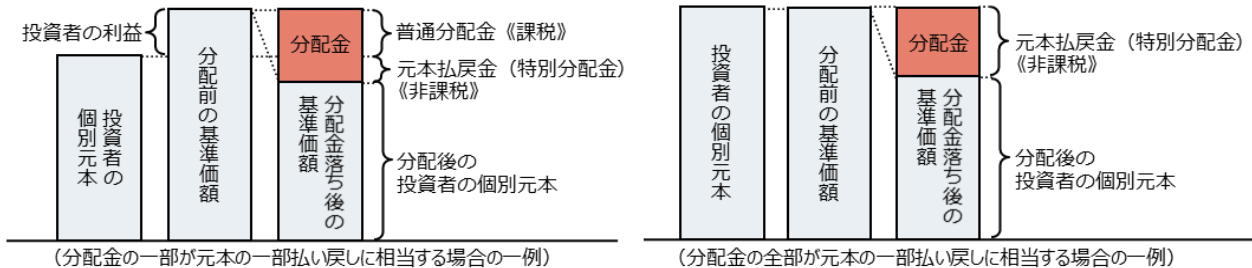 投資者の利益
投資者の
個別元本
分配前の基準価額
分配金
分配金落ち後の
基準価額
普通分配金《課税》
元本払戻金（特別分配金）
《非課税》
分配後の
投資者の個別元本
（分配金の一部が元本の一部払い戻しに相当する場合の一例）
投資者の個別元本
分配前の基準価額
分配金
分配金落ち後の
基準価額
元本払戻金（特別分配金）
《非課税》
分配後の
投資者の個別元本
（分配金の全部が元本の一部払い戻しに相当する場合の一例）